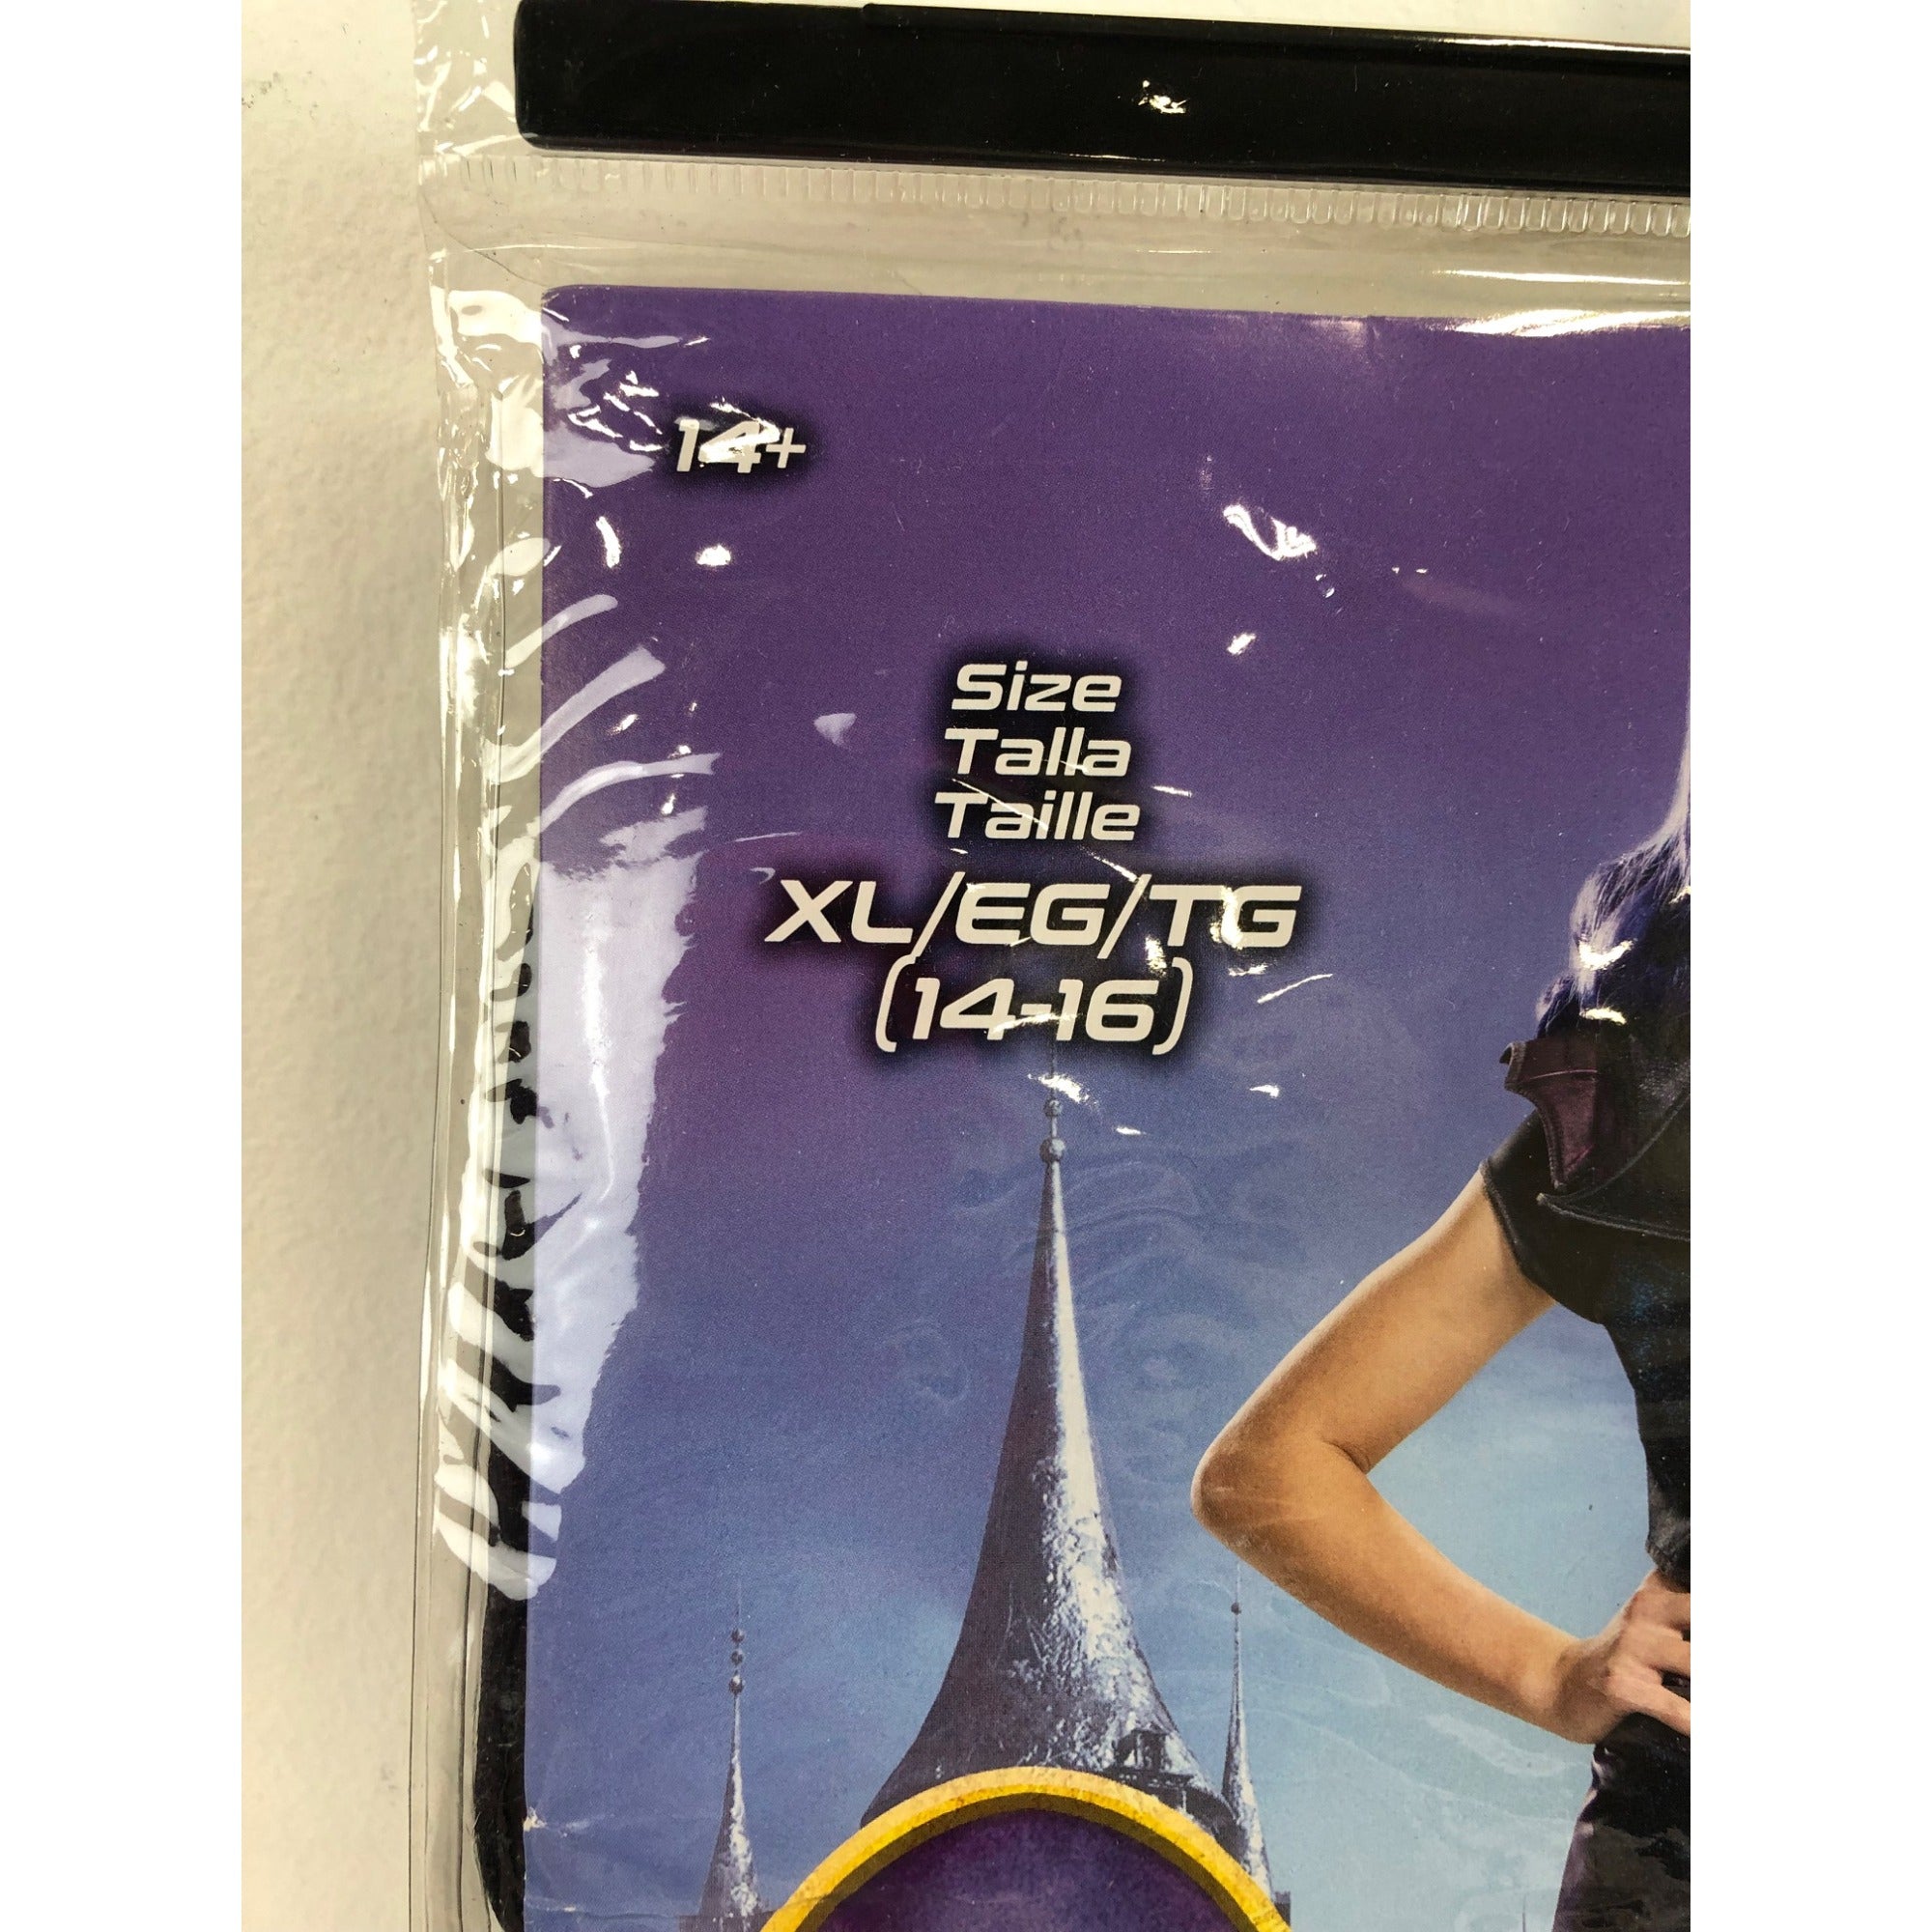 14+
Size
Talla
Taille
XL/EG/TG
(14-16)